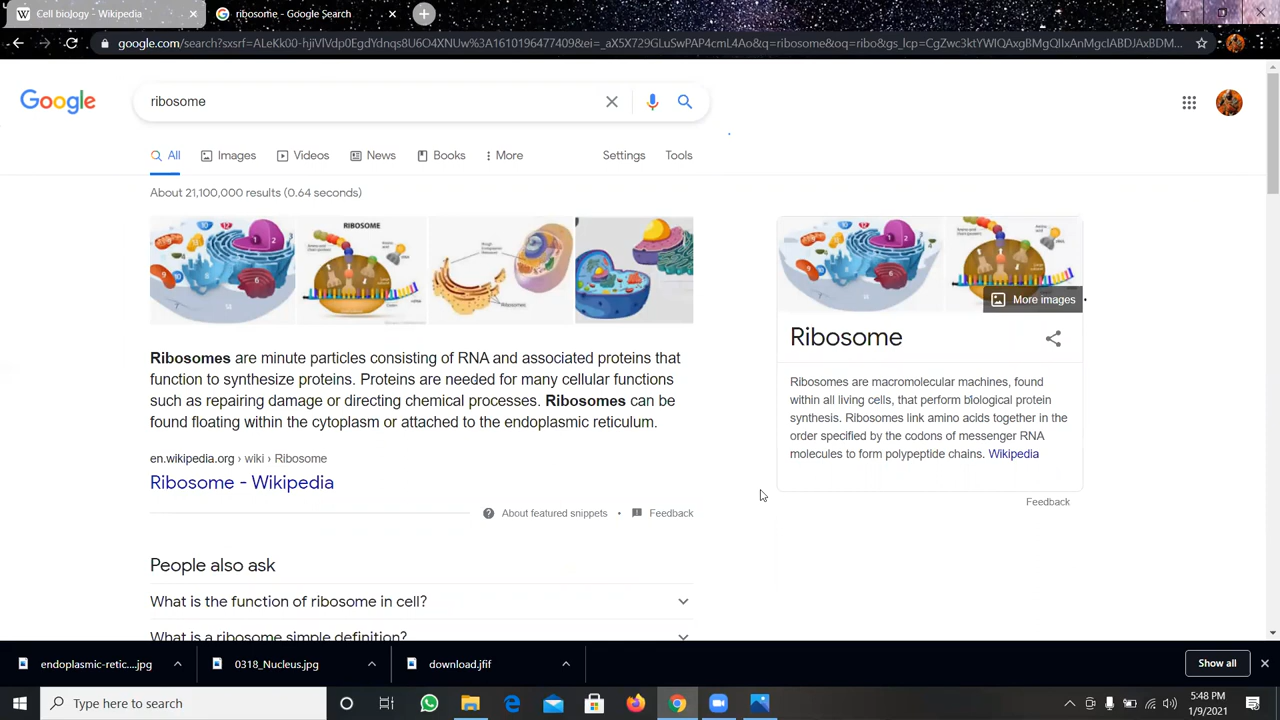 Cell biology - Wikipedia
ribosome - Google Search
google.com/search?sxsrf=ALeKk00-hjiVlVdp0EgdYdnqs8U6O4XNUw%3A1610196477409&ei=_aX5X729GLuSwPAP4cmL4Ao&q=ribosome&oq=ribo&gs_lcp=CgZwc3ktYWIQAxgBMgQIIxAnMgcIABDJAxBDM...
Google
ribosome
All
Images
Videos
News
Books
More
Settings
Tools
About 21,100,000 results (0.64 seconds)
RIBOSOME
More images
Ribosome
Ribosomes are minute particles consisting of RNA and associated proteins that
function to synthesize proteins. Proteins are needed for many cellular functions
such as repairing damage or directing chemical processes. Ribosomes can be
found floating within the cytoplasm or attached to the endoplasmic reticulum.
Ribosomes are macromolecular machines, found
within all living cells, that perform biological protein
synthesis. Ribosomes link amino acids together in the
order specified by the codons of messenger RNA
molecules to form polypeptide chains. Wikipedia
Feedback
en.wikipedia.org › wiki › Ribosome
Ribosome - Wikipedia
About featured snippets • Feedback
People also ask
What is the function of ribosome in cell?
What is a ribosome simple definition?
endoplasmic-retic....jpg
0318_Nucleus.jpg
download.jfif
Show all
Type here to search
5:48 PM
1/9/2021